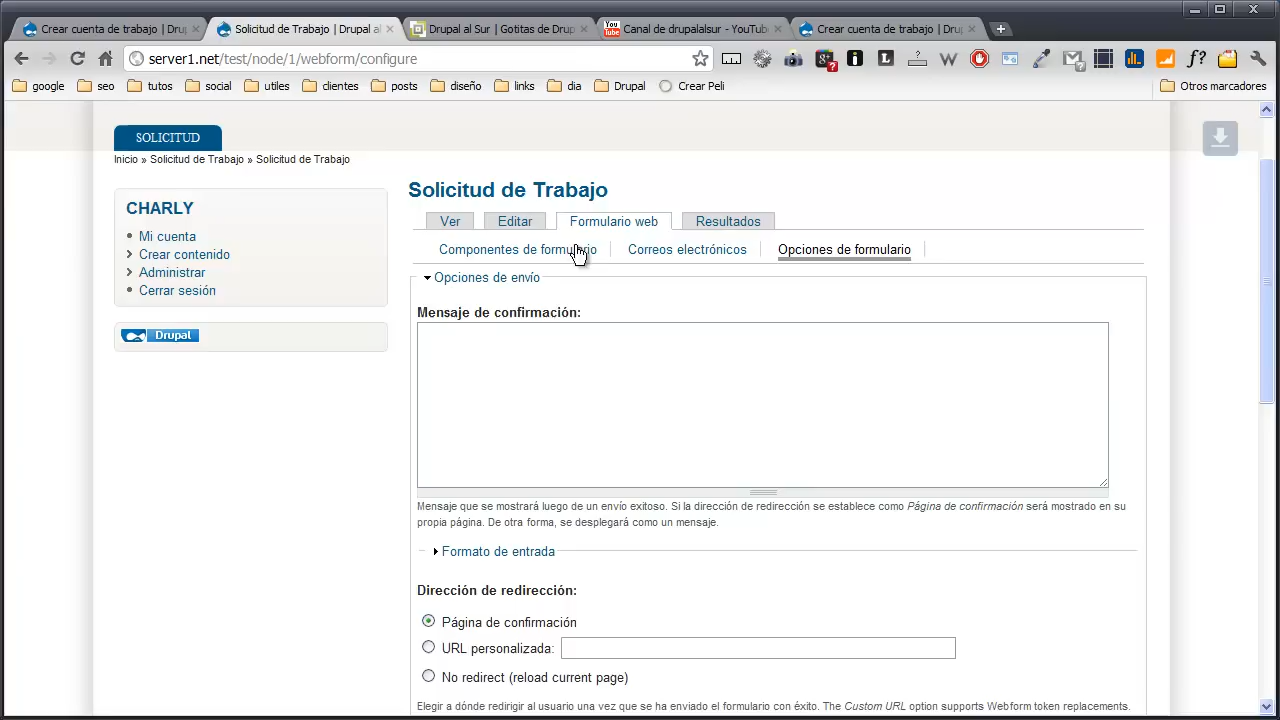 Crear cuenta de trabajo | Drup
Solicitud de Trabajo | Drupal al
Drupal al Sur | Gotitas de Drup
Canal de drupalalsur - YouTub
Crear cuenta de trabajo | Drup
server1.net/test/node/1/webform/configure
google
seo
tutos
social
utiles
clientes
posts
diseño
links
dia
Drupal
Crear Peli
Otros marcadores
SOLICITUD
Inicio » Solicitud de Trabajo » Solicitud de Trabajo
CHARLY
Mi cuenta
Crear contenido
Administrar
Cerrar sesión
Drupal
Solicitud de Trabajo
Ver
Editar
Formulario web
Resultados
Componentes de formulario
Correos electrónicos
Opciones de formulario
Opciones de envío
Mensaje de confirmación:
Mensaje que se mostrará luego de un envío exitoso. Si la dirección de redirección se establece como Página de confirmación será mostrado en su
propia página. De otra forma, se desplegará como un mensaje.
Formato de entrada
Dirección de redirección:
Página de confirmación
URL personalizada:
No redirect (reload current page)
Elegir a dónde redirigir al usuario una vez que se ha enviado el formulario con éxito. The Custom URL option supports Webform token replacements.